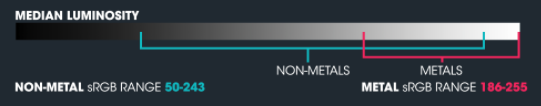 MEDIAN LUMINOSITY
NON-METALS METALS
NON-METAL sRGB RANGE 50-243 METAL sRGB RANGE 186-255